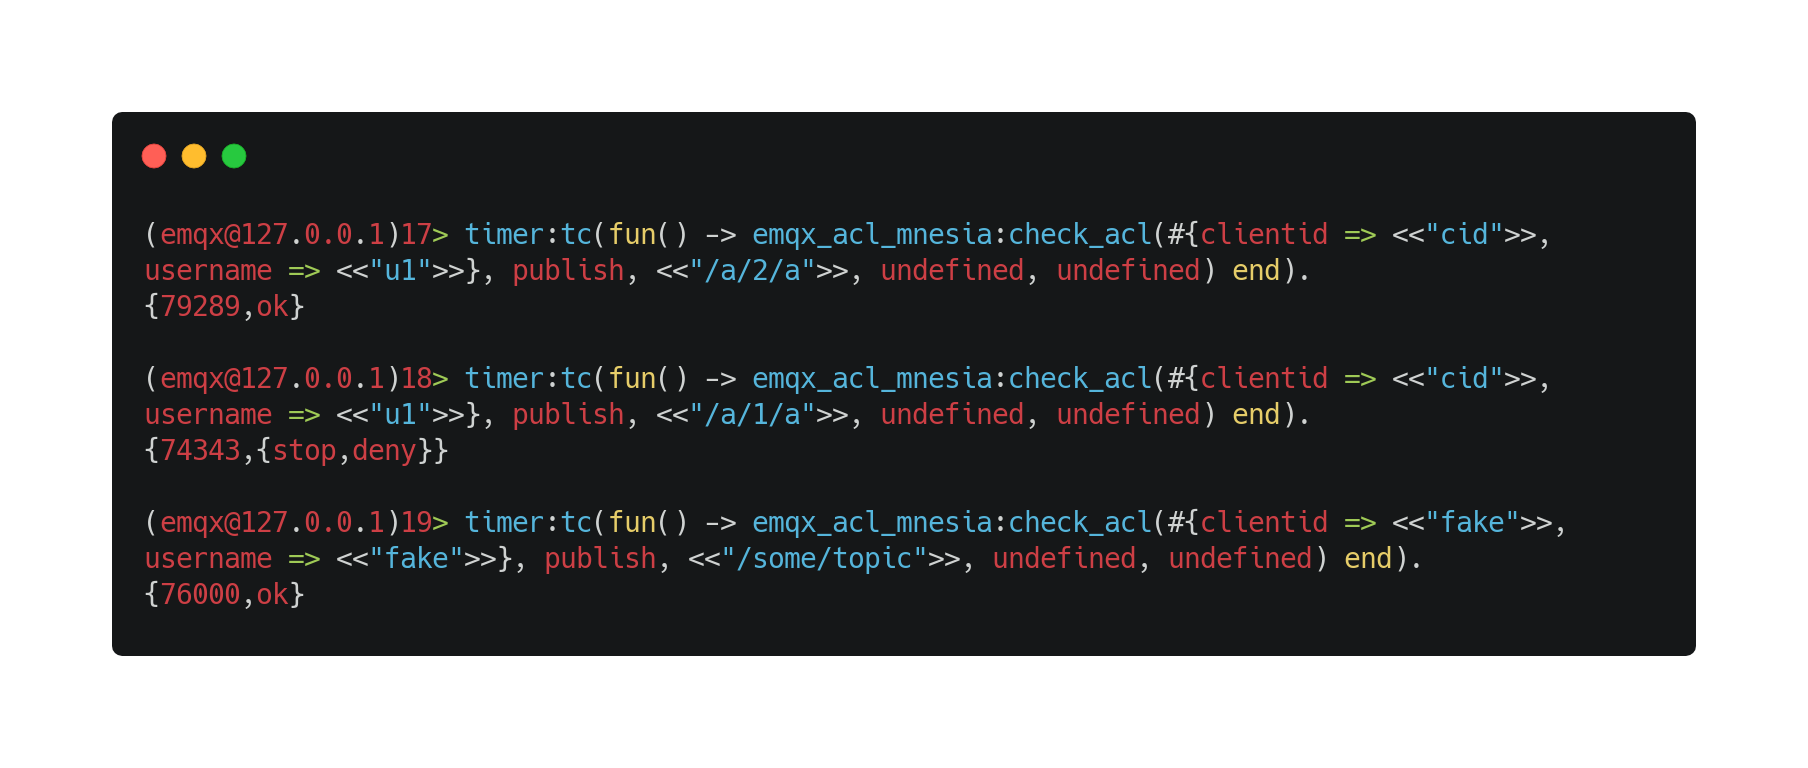 (emqx@127.0.0.1)17> timer:tc(fun() -> emqx_acl_mnesia:check_acl(#{clientid => <<"cid">>,
username => <<"u1">>}, publish, <<"/a/2/a">>, undefined, undefined) end).
{79289,ok}
(emqx@127.0.0.1)18> timer:tc(fun() -> emqx_acl_mnesia:check_acl(#{clientid => <<"cid">>,
username => <<"u1">>}, publish, <<"/a/1/a">>, undefined, undefined) end).
{74343,{stop,deny}}
(emqx@127.0.0.1)19> timer:tc(fun() -> emqx_acl_mnesia:check_acl(#{clientid => <<"fake">>,
username => <<"fake">>}, publish, <<"/some/topic">>, undefined, undefined) end).
{76000,ok}